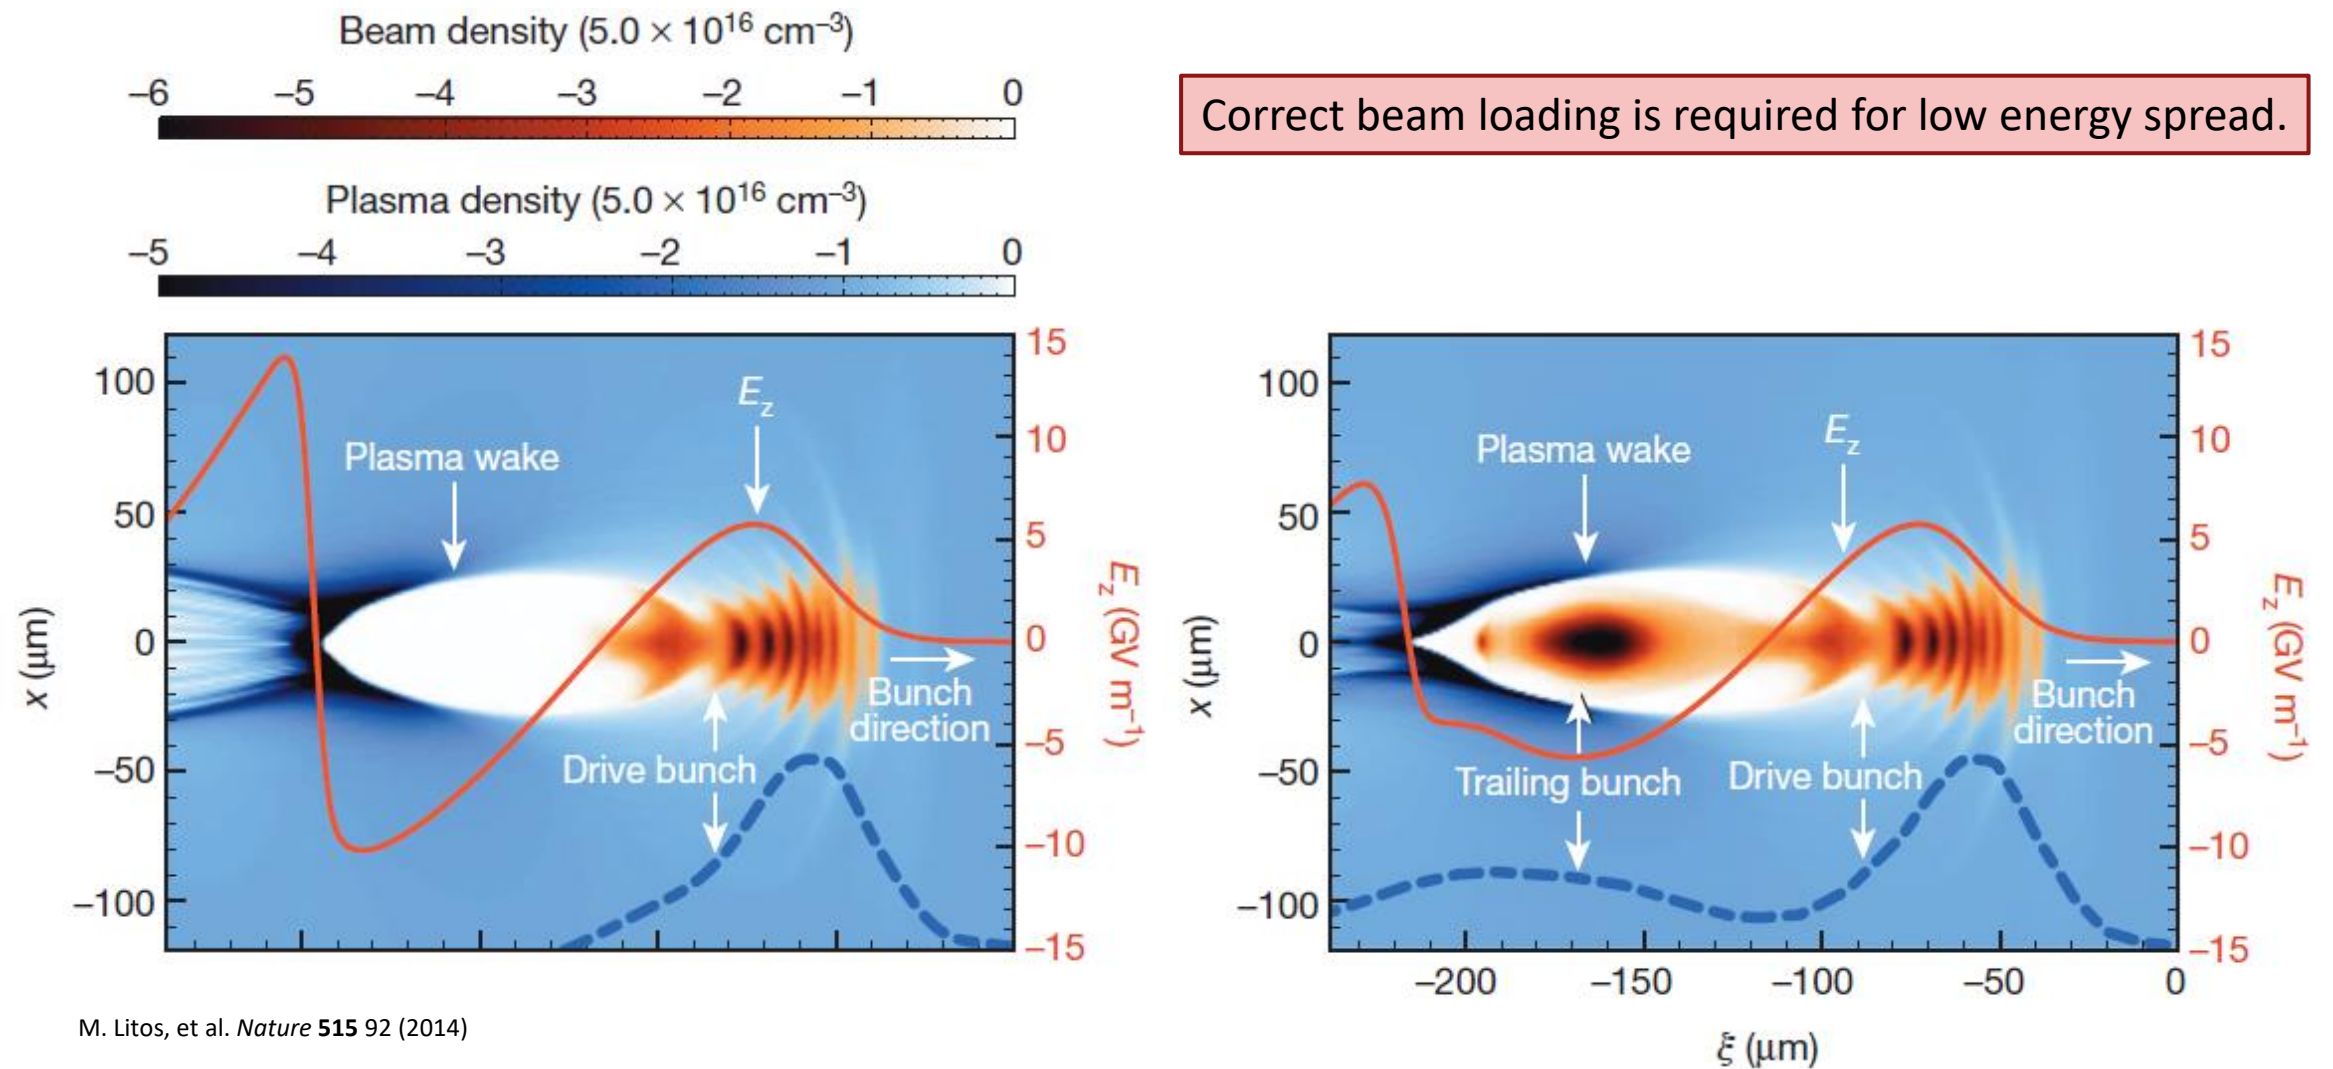 Beam density (5.0 × 10¹⁶ cm⁻³)
–6 –5 –4 –3 –2 –1 0
Correct beam loading is required for low energy spread.
Plasma density (5.0 × 10¹⁶ cm⁻³)
–5 –4 –3 –2 –1 0
100
50
0
–50
–100
x (μm)
Plasma wake
E_z
Drive bunch
Bunch
direction
15
10
5
0
–5
–10
–15
E_z (GV m⁻¹)
100
50
0
–50
–100
x (μm)
Plasma wake
E_z
Trailing bunch
Drive bunch
Bunch
direction
15
10
5
0
–5
–10
–15
E_z (GV m⁻¹)
–200 –150 –100 –50 0
ξ (μm)
M. Litos, et al. Nature 515 92 (2014)